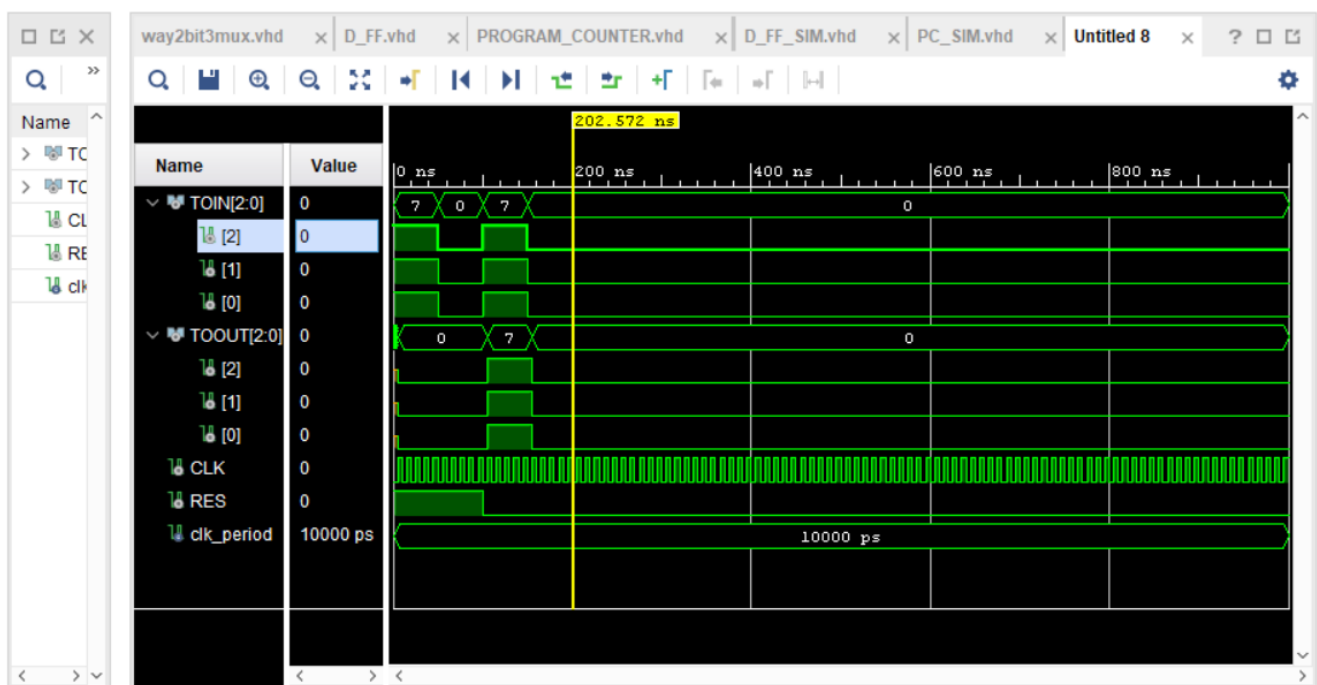 way2bit3mux.vhd D_FF.vhd PROGRAM_COUNTER.vhd D_FF_SIM.vhd PC_SIM.vhd Untitled 8
Name
TO
TO
CL
RE
clk
202.572 ns
Name Value 0 ns 200 ns 400 ns 600 ns 800 ns
TOIN[2:0] 0 7 0 7 0
[2] 0
[1] 0
[0] 0
TOOUT[2:0] 0 0 7 0
[2] 0
[1] 0
[0] 0
CLK 0
RES 0
clk_period 10000 ps 10000 ps